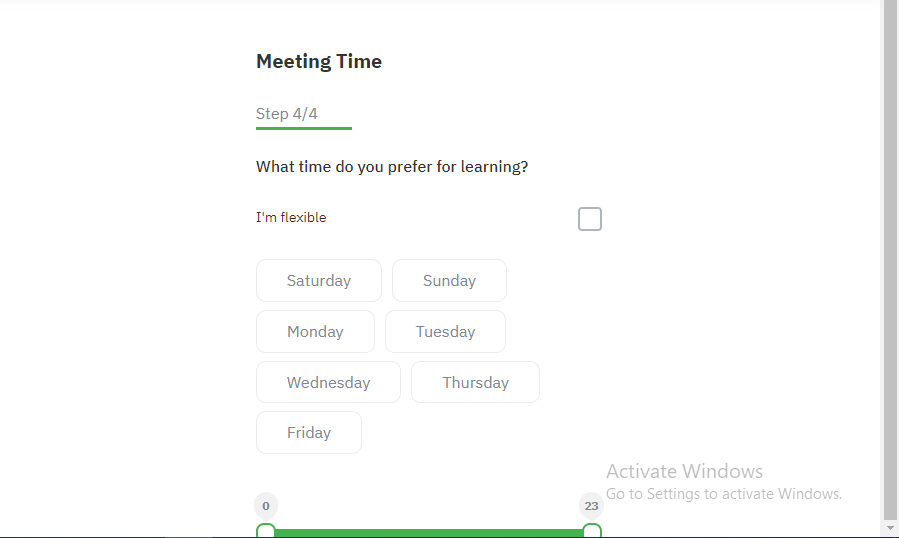 Meeting Time
Step 4/4
What time do you prefer for learning?
I'm flexible
Saturday Sunday
Monday Tuesday
Wednesday Thursday
Friday
Activate Windows
Go to Settings to activate Windows.
0 23